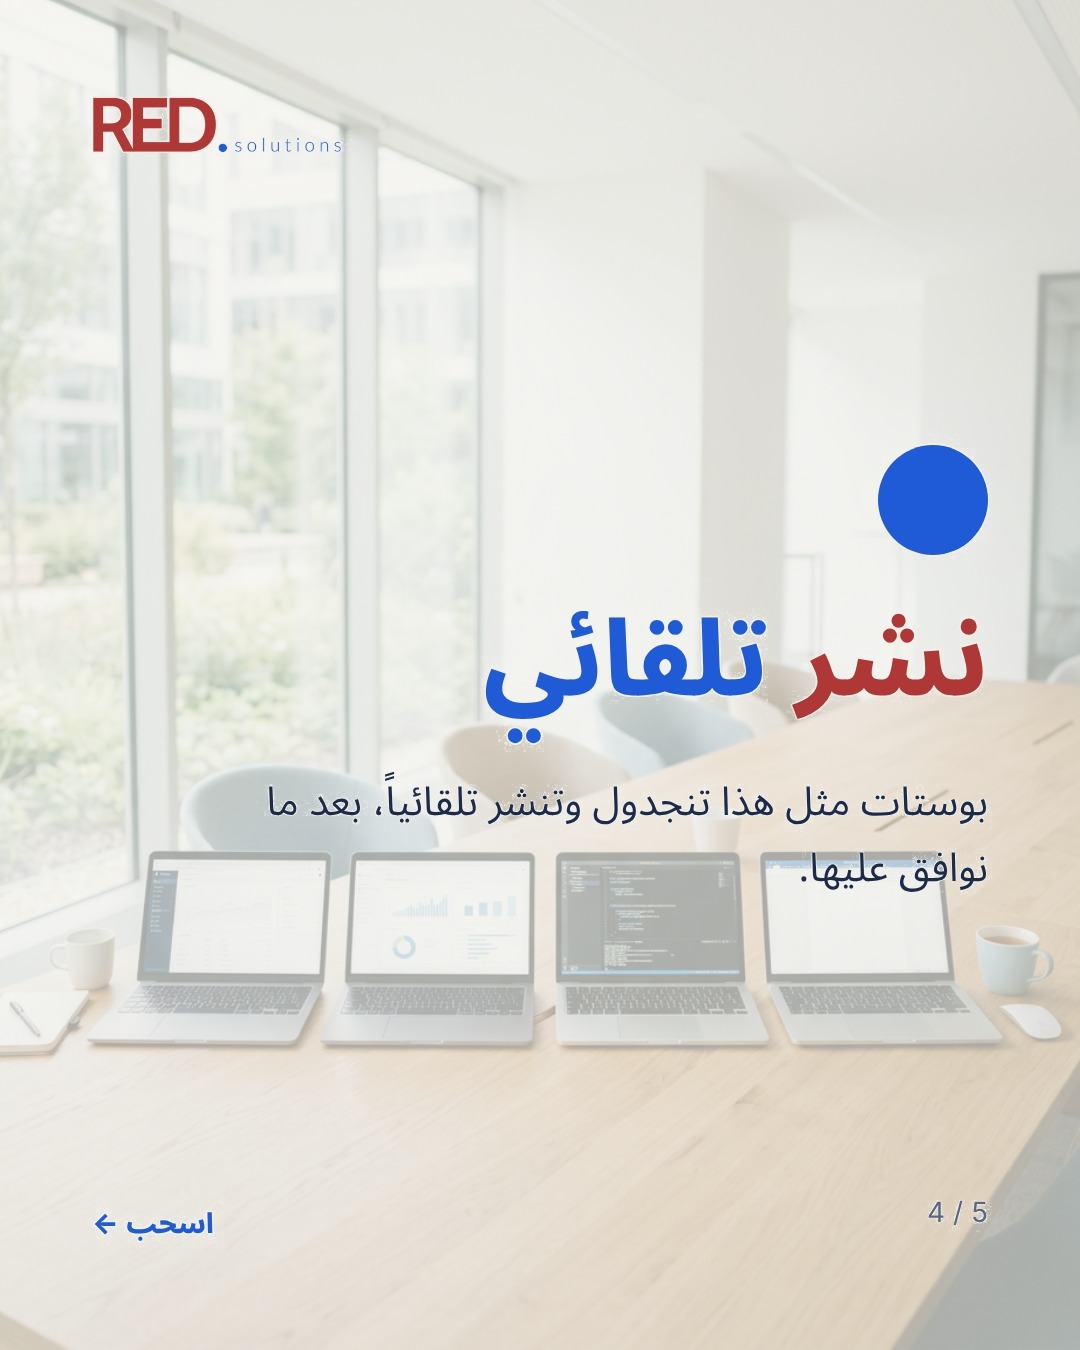 RED.solutions
نشر تلقائي
بوستات مثل هذا تنجدول وتنشر تلقائياً، بعد ما
نوافق عليها.
4 / 5
اسحب ←